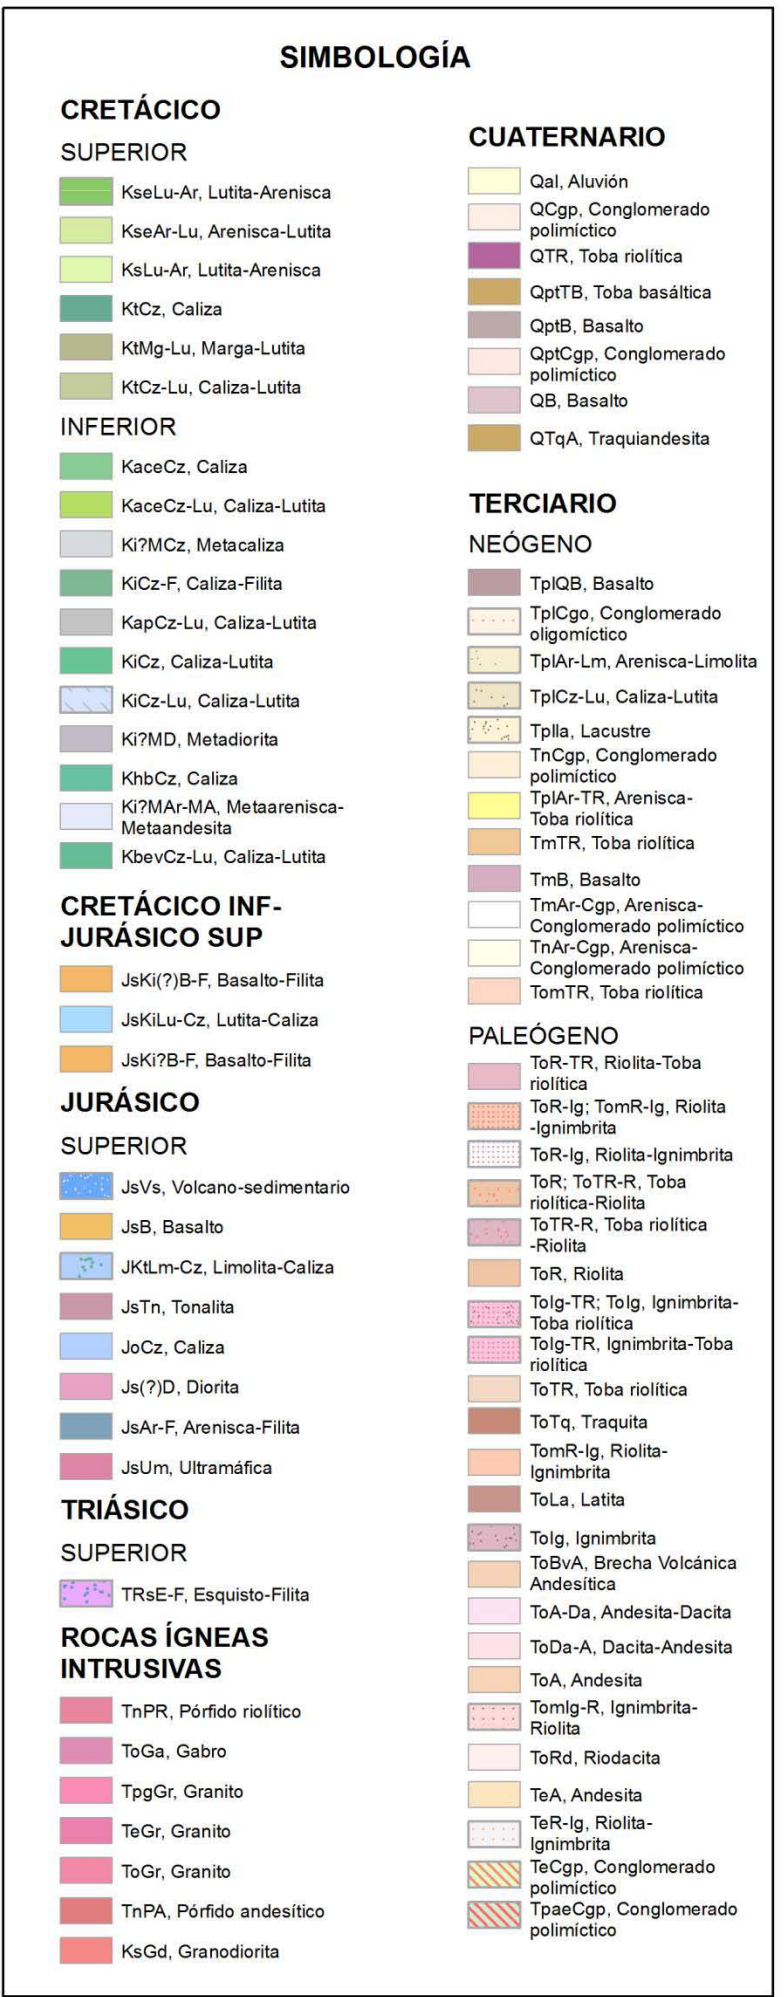 SIMBOLOGÍA
CRETÁCICO
SUPERIOR
KseLu-Ar, Lutita-Arenisca
KseAr-Lu, Arenisca-Lutita
KsLu-Ar, Lutita-Arenisca
KtCz, Caliza
KtMg-Lu, Marga-Lutita
KtCz-Lu, Caliza-Lutita
INFERIOR
KaceCz, Caliza
KaceCz-Lu, Caliza-Lutita
Ki?MCz, Metacaliza
KiCz-F, Caliza-Filita
KapCz-Lu, Caliza-Lutita
KiCz, Caliza-Lutita
KiCz-Lu, Caliza-Lutita
Ki?MD, Metadiorita
KhbCz, Caliza
Ki?MAr-MA, Metaarenisca-
Metaandesita
KbevCz-Lu, Caliza-Lutita
CRETÁCICO INF-
JURÁSICO SUP
JsKi(?)B-F, Basalto-Filita
JsKiLu-Cz, Lutita-Caliza
JsKi?B-F, Basalto-Filita
JURÁSICO
SUPERIOR
JsVs, Volcano-sedimentario
JsB, Basalto
JKtLm-Cz, Limolita-Caliza
JsTn, Tonalita
JoCz, Caliza
Js(?)D, Diorita
JsAr-F, Arenisca-Filita
JsUm, Ultramáfica
TRIÁSICO
SUPERIOR
TRsE-F, Esquisto-Filita
ROCAS ÍGNEAS
INTRUSIVAS
TnPR, Pórfido riolítico
ToGa, Gabro
TpgGr, Granito
TeGr, Granito
ToGr, Granito
TnPA, Pórfido andesítico
KsGd, Granodiorita
CUATERNARIO
Qal, Aluvión
QCgp, Conglomerado
polimíctico
QTR, Toba riolítica
QptTB, Toba basáltica
QptB, Basalto
QptCgp, Conglomerado
polimíctico
QB, Basalto
QTqA, Traquiandesita
TERCIARIO
NEÓGENO
TplQB, Basalto
TplCgo, Conglomerado
oligomíctico
TplAr-Lm, Arenisca-Limolita
TplCz-Lu, Caliza-Lutita
Tplla, Lacustre
TnCgp, Conglomerado
polimíctico
TplAr-TR, Arenisca-
Toba riolítica
TmTR, Toba riolítica
TmB, Basalto
TmAr-Cgp, Arenisca-
Conglomerado polimíctico
TnAr-Cgp, Arenisca-
Conglomerado polimíctico
TomTR, Toba riolítica
PALEÓGENO
ToR-TR, Riolita-Toba
riolítica
ToR-Ig; TomR-Ig, Riolita
-Ignimbrita
ToR-Ig, Riolita-Ignimbrita
ToR; ToTR-R, Toba
riolítica-Riolita
ToTR-R, Toba riolítica
-Riolita
ToR, Riolita
ToIg-TR; ToIg, Ignimbrita-
Toba riolítica
ToIg-TR, Ignimbrita-Toba
riolítica
ToTR, Toba riolítica
ToTq, Traquita
TomR-Ig, Riolita-
Ignimbrita
ToLa, Latita
ToIg, Ignimbrita
ToBvA, Brecha Volcánica
Andesítica
ToA-Da, Andesita-Dacita
ToDa-A, Dacita-Andesita
ToA, Andesita
TomIg-R, Ignimbrita-
Riolita
ToRd, Riodacita
TeA, Andesita
TeR-Ig, Riolita-
Ignimbrita
TeCgp, Conglomerado
polimíctico
TpaeCgp, Conglomerado
polimíctico